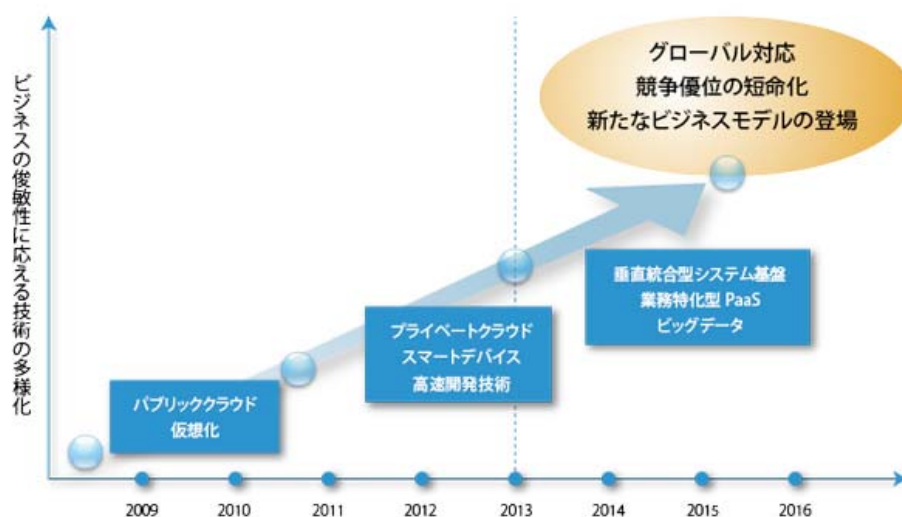 ビジネスの俊敏性に応える技術の多様化
グローバル対応
競争優位の短命化
新たなビジネスモデルの登場
垂直統合型システム基盤
業務特化型 PaaS
ビッグデータ
プライベートクラウド
スマートデバイス
高速開発技術
パブリッククラウド
仮想化
2009
2010
2011
2012
2013
2014
2015
2016